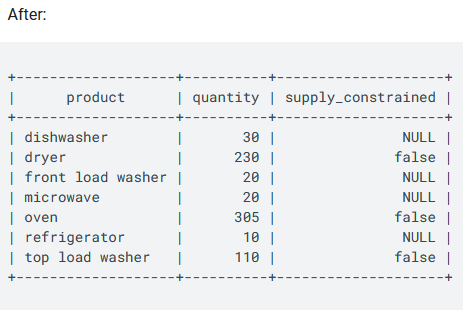 After:
+--------------------+----------+--------------------+
|      product       | quantity | supply_constrained |
+--------------------+----------+--------------------+
| dishwasher         |       30 |               NULL |
| dryer              |      230 |              false |
| front load washer  |       20 |               NULL |
| microwave          |       20 |               NULL |
| oven               |      305 |              false |
| refrigerator       |       10 |               NULL |
| top load washer    |      110 |              false |
+--------------------+----------+--------------------+